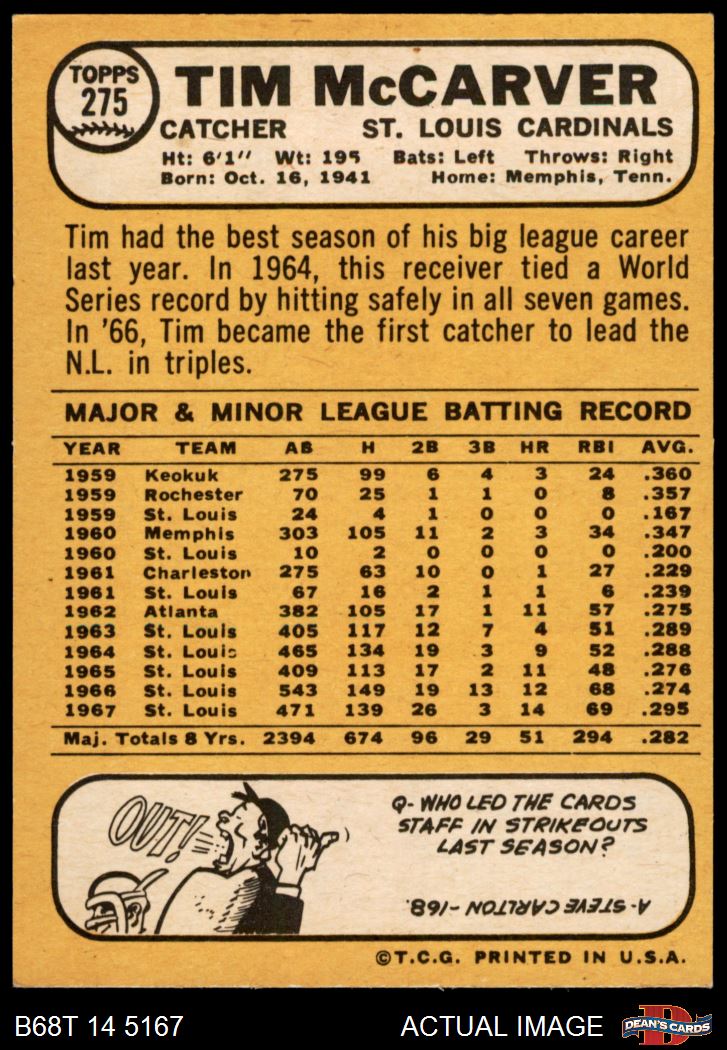 TOPPS
275
TIM McCARVER
CATCHER ST. LOUIS CARDINALS
Ht: 6'1" Wt: 195 Bats: Left Throws: Right
Born: Oct. 16, 1941 Home: Memphis, Tenn.
Tim had the best season of his big league career
last year. In 1964, this receiver tied a World
Series record by hitting safely in all seven games.
In '66, Tim became the first catcher to lead the
N.L. in triples.
MAJOR & MINOR LEAGUE BATTING RECORD
YEAR TEAM AB H 2B 3B HR RBI AVG.
1959 Keokuk 275 99 6 4 3 24 .360
1959 Rochester 70 25 1 1 0 8 .357
1959 St. Louis 24 4 1 0 0 0 .167
1960 Memphis 303 105 11 2 3 34 .347
1960 St. Louis 10 2 0 0 0 0 .200
1961 Charleston 275 63 10 0 1 27 .229
1961 St. Louis 67 16 2 1 1 6 .239
1962 Atlanta 382 105 17 1 11 57 .275
1963 St. Louis 405 117 12 7 4 51 .289
1964 St. Louis 465 134 19 3 9 52 .288
1965 St. Louis 409 113 17 2 11 48 .276
1966 St. Louis 543 149 19 13 12 68 .274
1967 St. Louis 471 139 26 3 14 69 .295
Maj. Totals 8 Yrs. 2394 674 96 29 51 294 .282
OUT!
Q- WHO LED THE CARDS
STAFF IN STRIKEOUTS
LAST SEASON?
A- STEVE CARLTON -168.
©T.C.G. PRINTED IN U.S.A.
B68T 14 5167 ACTUAL IMAGE
D
DEAN'S CARDS